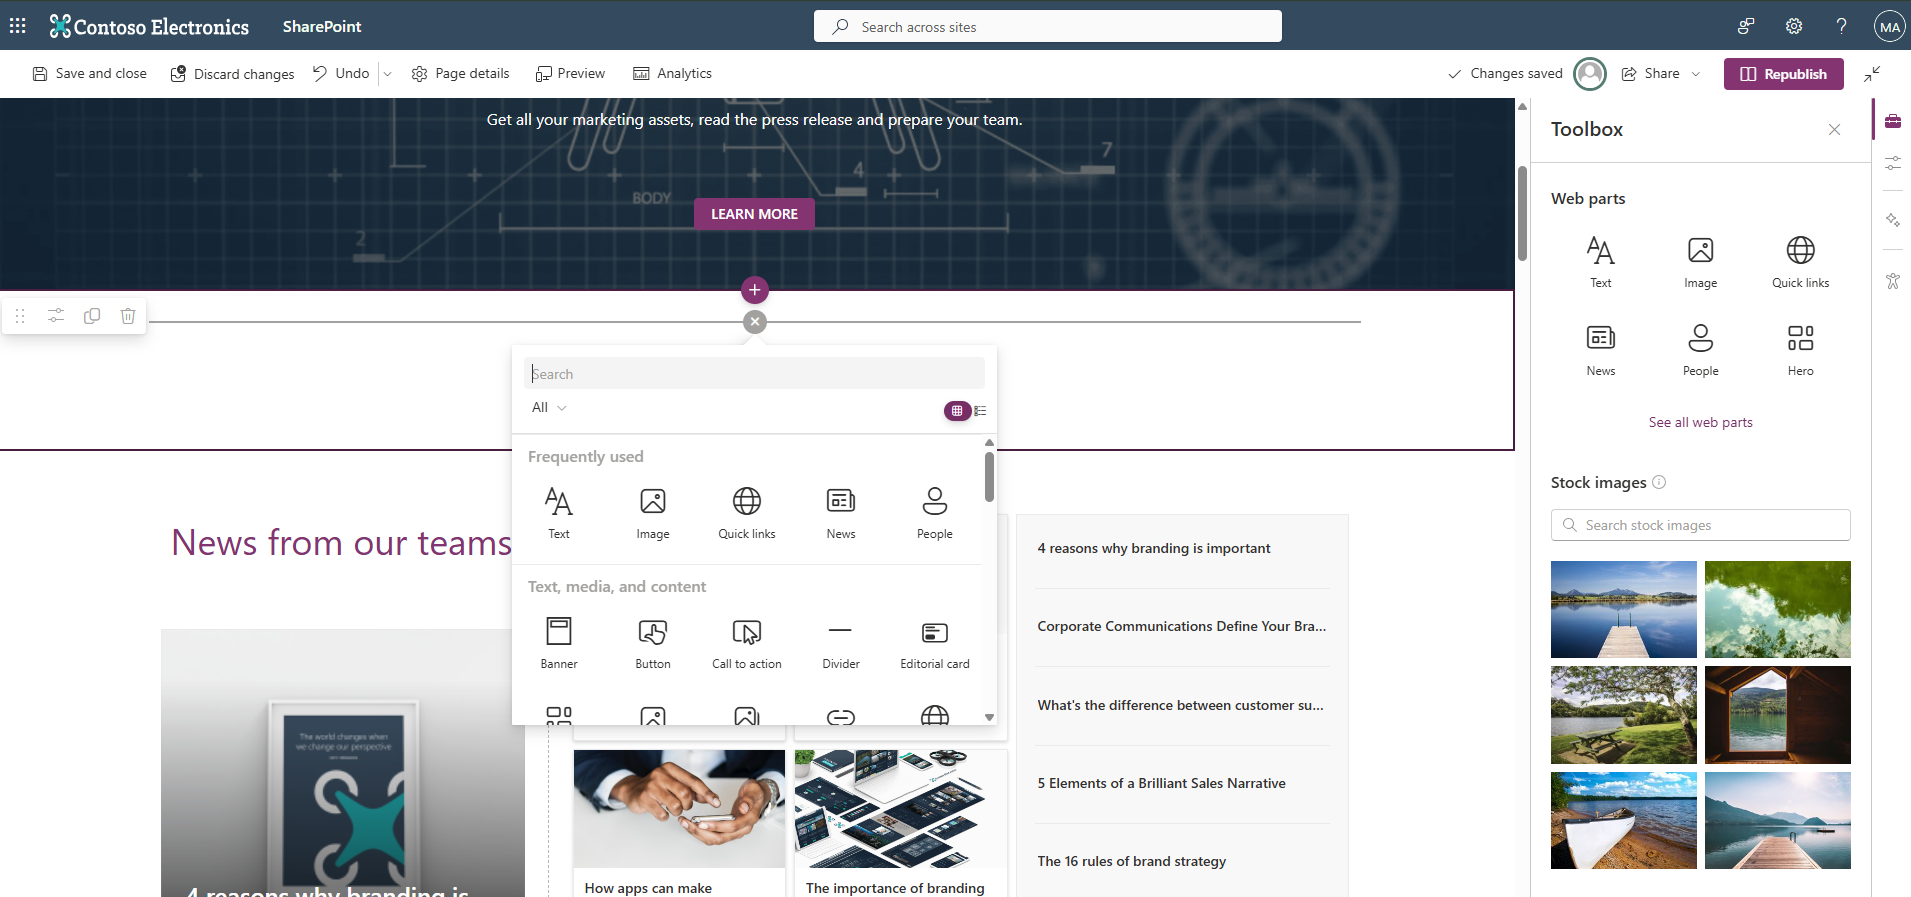 Contoso Electronics
SharePoint
Search across sites
MA
Save and close
Discard changes
Undo
Page details
Preview
Analytics
Changes saved
Share
Republish
Get all your marketing assets, read the press release and prepare your team.
7
4
BODY
2
LEARN MORE
Toolbox
Web parts
Text
Image
Quick links
News
People
Hero
See all web parts
Stock images
Search stock images
Search
All
Frequently used
Text
Image
Quick links
News
People
Text, media, and content
Banner
Button
Call to action
Divider
Editorial card
News from our teams
The world changes when
we change our perspective
4 reasons why branding is
How apps can make
The importance of branding
4 reasons why branding is important
Corporate Communications Define Your Bra...
What's the difference between customer su...
5 Elements of a Brilliant Sales Narrative
The 16 rules of brand strategy